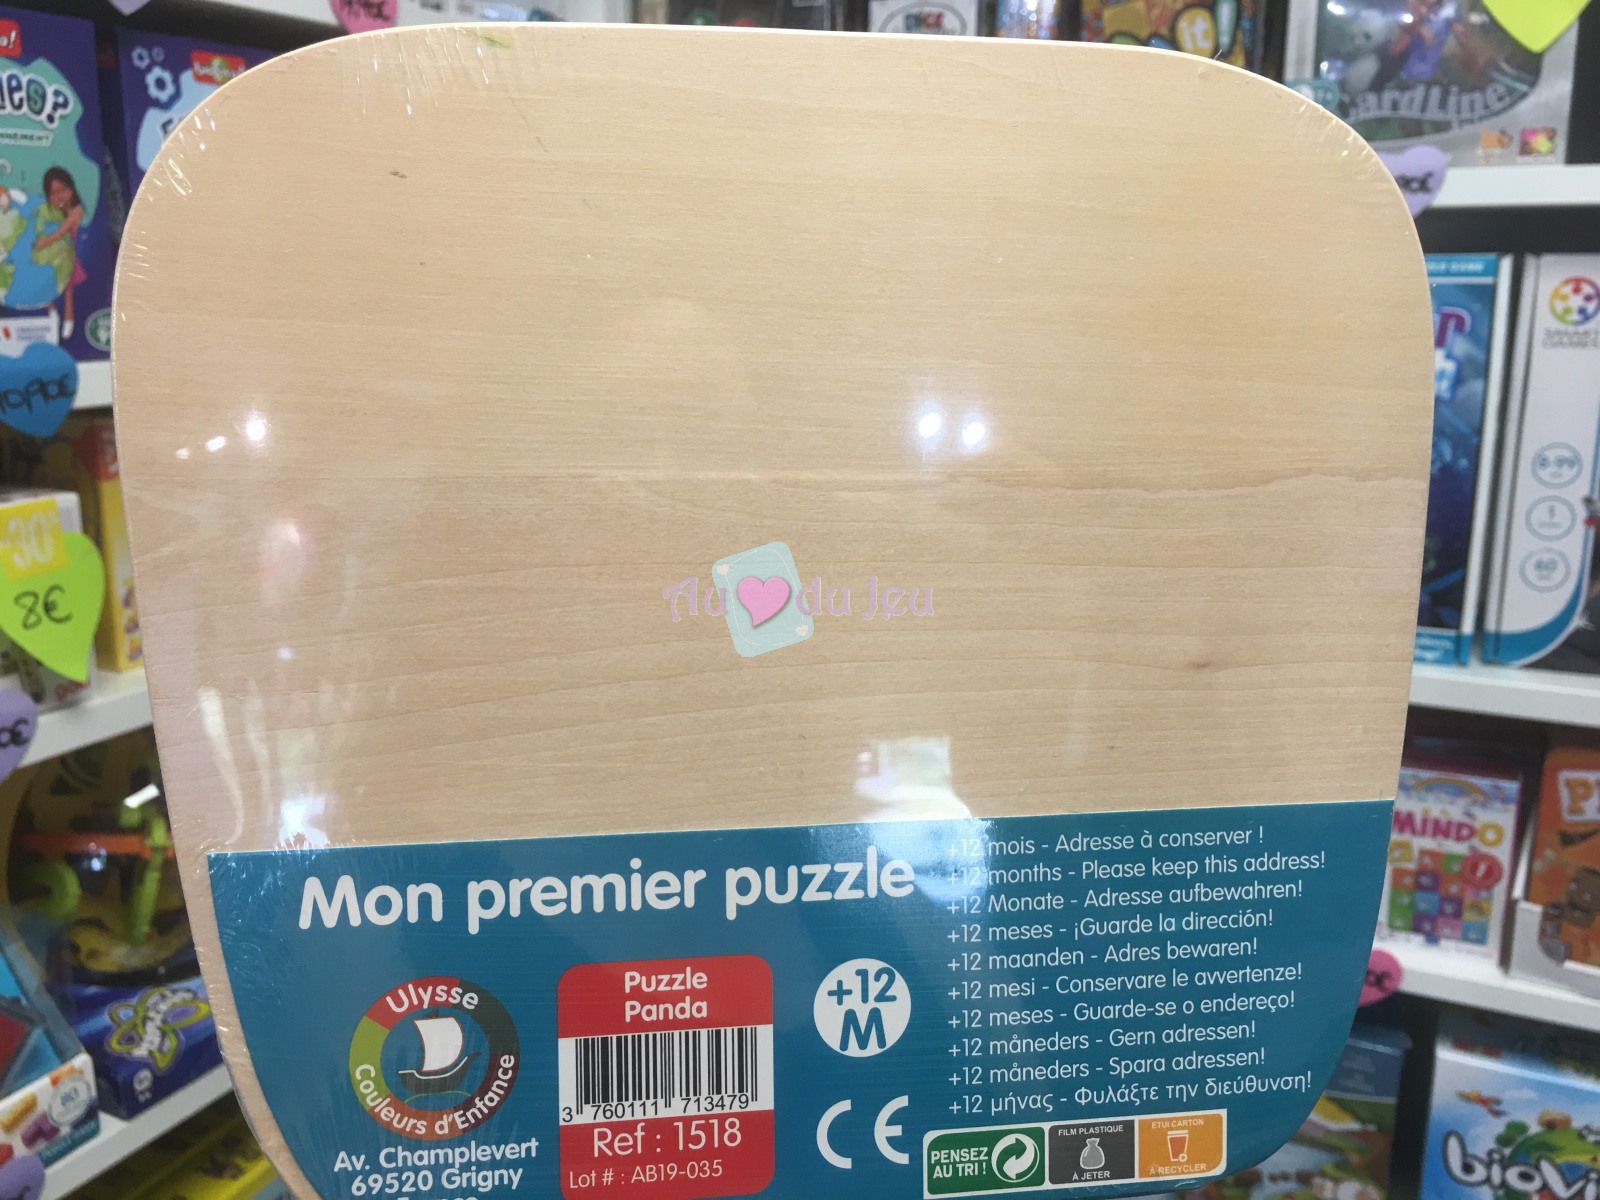 CardLine
-30
8€
SMART
GAMES
Au du Jeu
MINDO
Mon premier puzzle
+12 mois - Adresse à conserver !
+12 months - Please keep this address!
+12 Monate - Adresse aufbewahren!
+12 meses - ¡Guarde la dirección!
+12 maanden - Adres bewaren!
+12 mesi - Conservare le avvertenze!
+12 meses - Guarde-se o endereço!
+12 måneders - Gern adressen!
+12 måneders - Spara adressen!
+12 μήνας - Φυλάξτε την διεύθυνση!
Ulysse
Couleurs d'Enfance
Av. Champlevert
69520 Grigny
Puzzle
Panda
3 760111 713479
Ref : 1518
Lot # : AB19-035
+12
M
CE
PENSEZ
AU TRI !
FILM PLASTIQUE
À JETER
ETUI CARTON
À RECYCLER